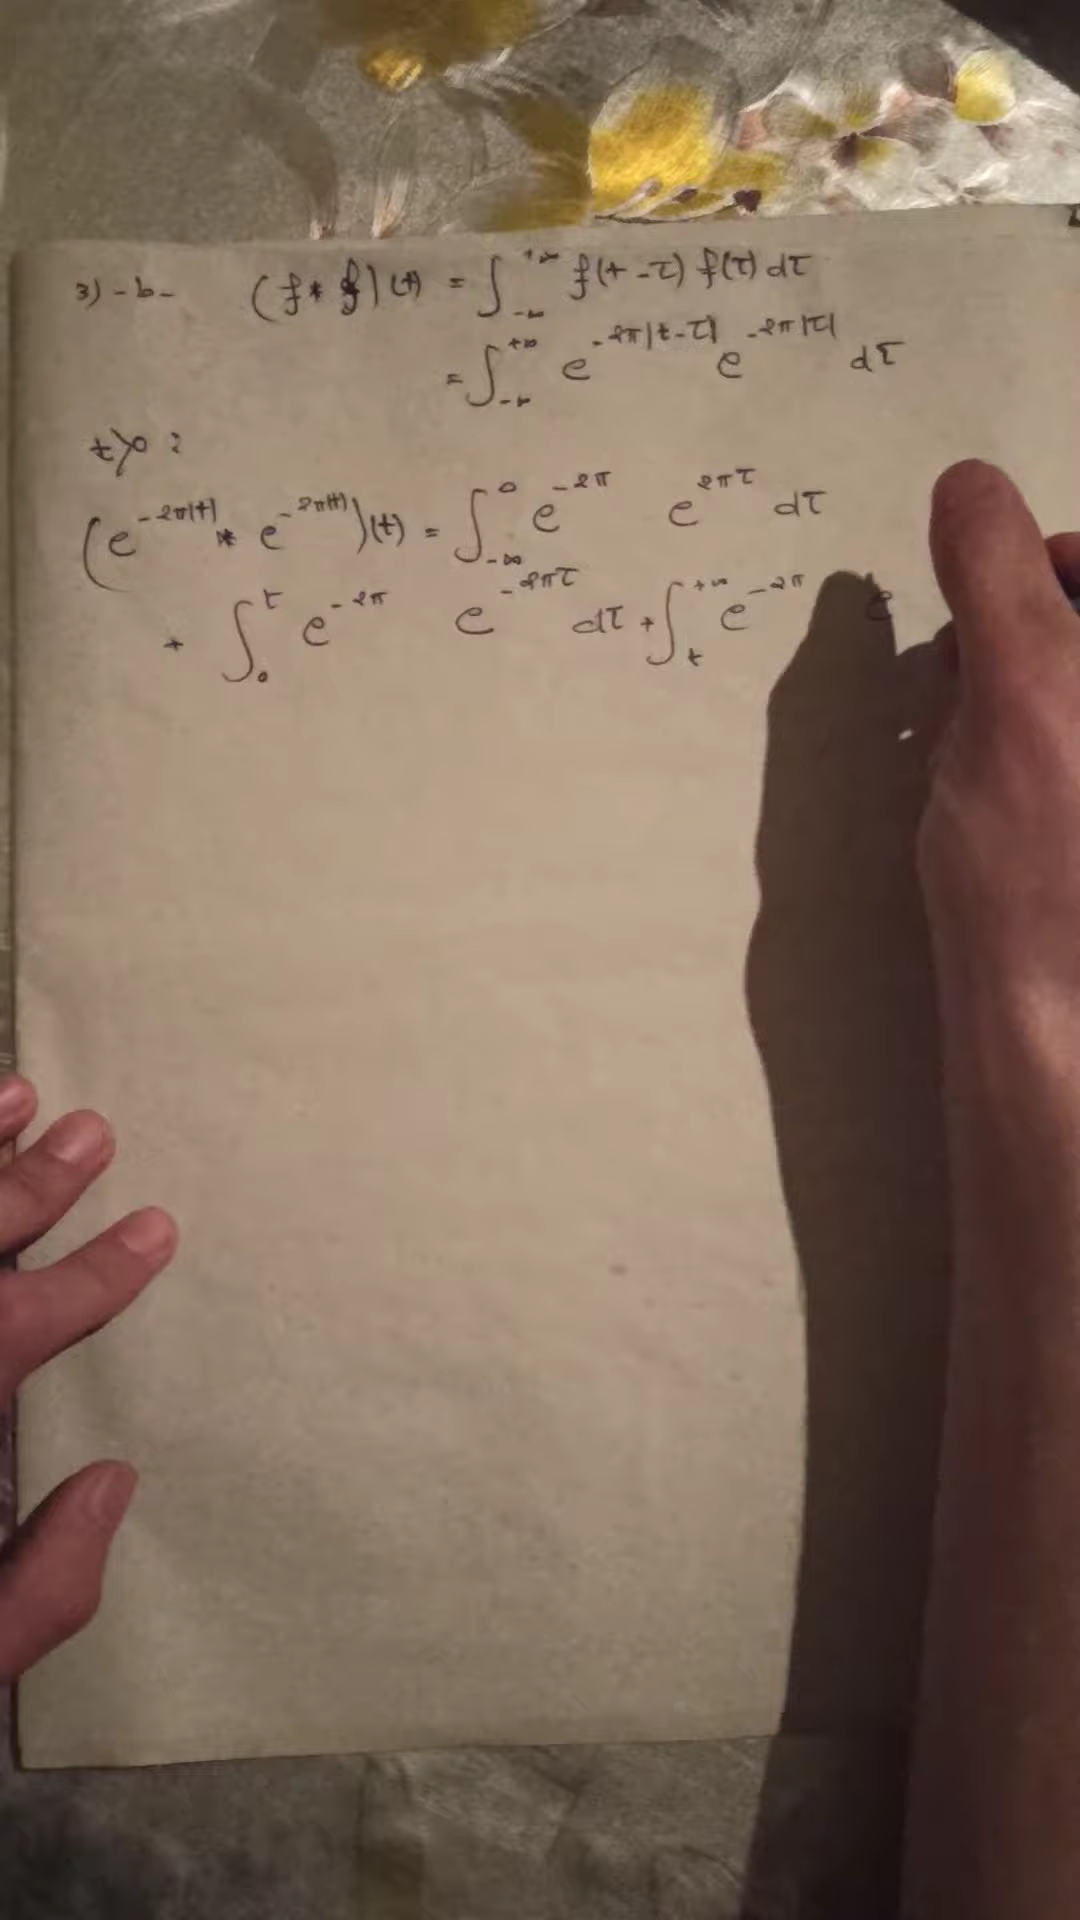 3) - b - (f * f)(t) = ∫_{-∞}^{+∞} f(t - τ) f(τ) dτ
= ∫_{-∞}^{+∞} e^{-2π|t-τ|} e^{-2π|τ|} dτ
t>0 :
(e^{-2π|t|} * e^{-2π|t|})(t) = ∫_{-∞}^{0} e^{-2π} e^{2πτ} dτ
+ ∫_{0}^{t} e^{-2π} e^{-2πτ} dτ + ∫_{t}^{+∞} e^{-2π} e